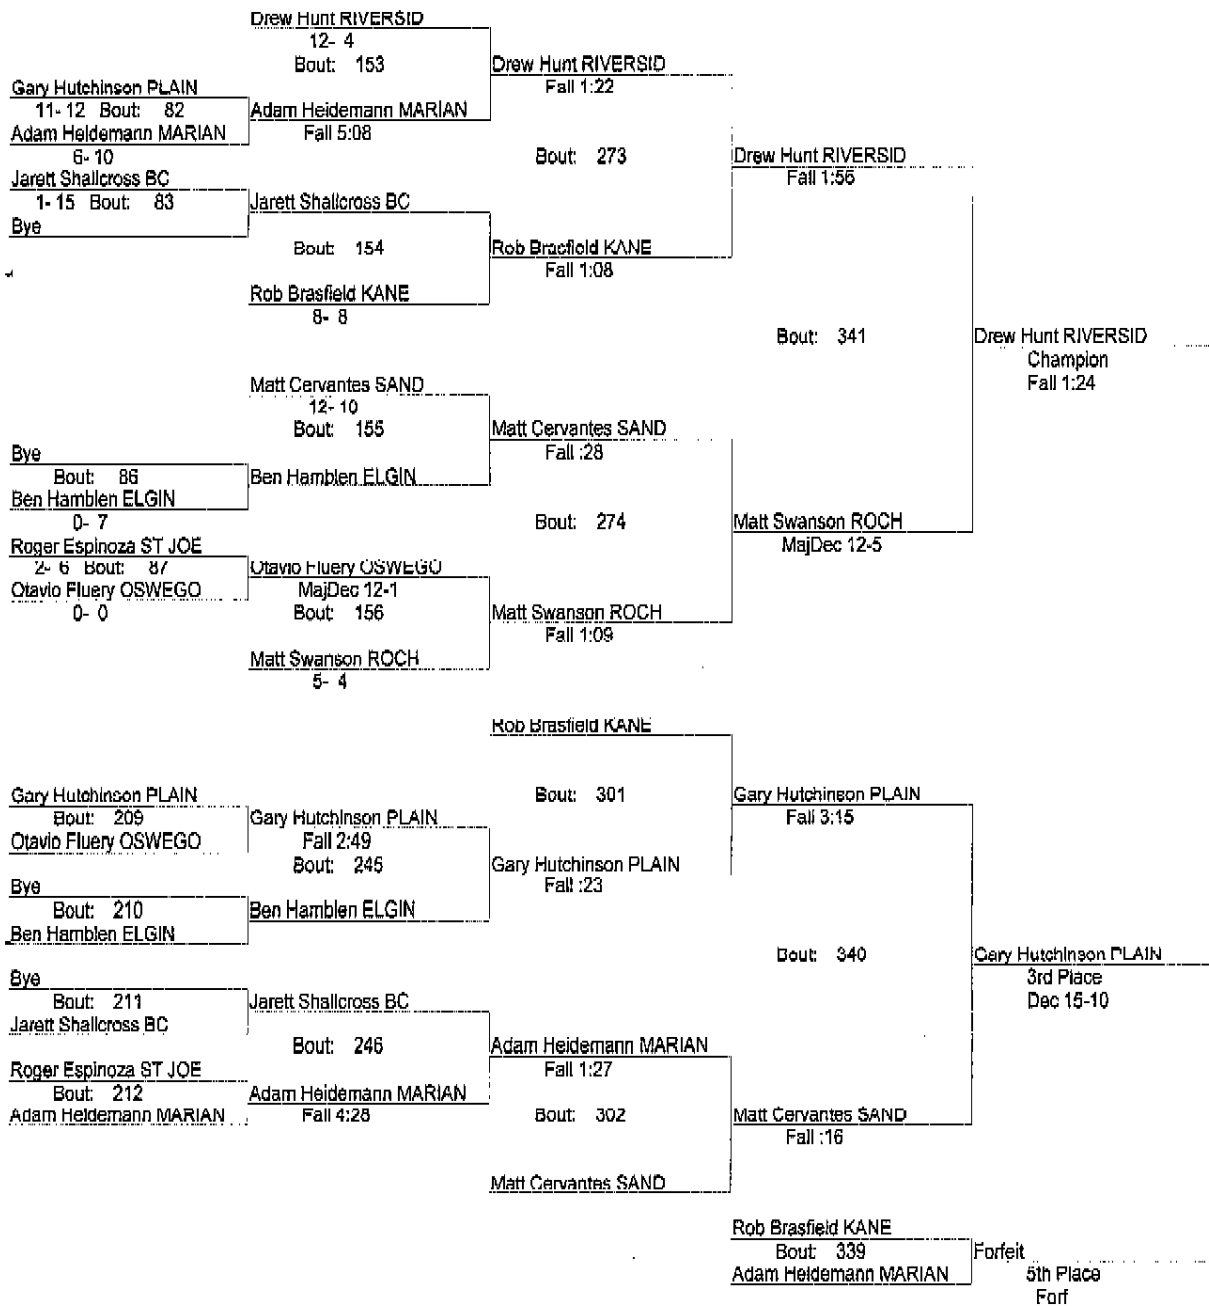 Drew Hunt RIVERSID
12- 4
Bout: 153
Drew Hunt RIVERSID
Fall 1:22
Gary Hutchinson PLAIN
11- 12 Bout: 82
Adam Heidemann MARIAN
Adam Heidemann MARIAN
Fall 5:08
6- 10
Bout: 273
Drew Hunt RIVERSID
Fall 1:56
Jarett Shallcross BC
1- 15 Bout: 83
Jarett Shallcross BC
Bye
Bout: 154
Rob Brasfield KANE
Fall 1:08
Rob Brasfield KANE
8- 8
Bout: 341
Drew Hunt RIVERSID
Champion
Fall 1:24
Matt Cervantes SAND
12- 10
Bout: 155
Matt Cervantes SAND
Fall :28
Bye
Bout: 86
Ben Hamblen ELGIN
Ben Hamblen ELGIN
0- 7
Bout: 274
Matt Swanson ROCH
MajDec 12-5
Roger Espinoza ST JOE
2- 6 Bout: 87
Otavio Fluery OSWEGO
Otavio Fluery OSWEGO
MajDec 12-1
0- 0
Bout: 156
Matt Swanson ROCH
Fall 1:09
Matt Swanson ROCH
5- 4
Rob Brasfield KANE
Bout: 301
Gary Hutchinson PLAIN
Fall 3:15
Gary Hutchinson PLAIN
Bout: 209
Otavio Fluery OSWEGO
Gary Hutchinson PLAIN
Fall 2:49
Bout: 245
Gary Hutchinson PLAIN
Fall :23
Bye
Bout: 210
Ben Hamblen ELGIN
Ben Hamblen ELGIN
Bout: 340
Gary Hutchinson PLAIN
3rd Place
Dec 15-10
Bye
Bout: 211
Jarett Shallcross BC
Jarett Shallcross BC
Bout: 246
Adam Heidemann MARIAN
Fall 1:27
Roger Espinoza ST JOE
Bout: 212
Adam Heidemann MARIAN
Adam Heidemann MARIAN
Fall 4:28
Bout: 302
Matt Cervantes SAND
Fall :16
Matt Cervantes SAND
Rob Brasfield KANE
Bout: 339
Adam Heidemann MARIAN
Forfeit
5th Place
Forf